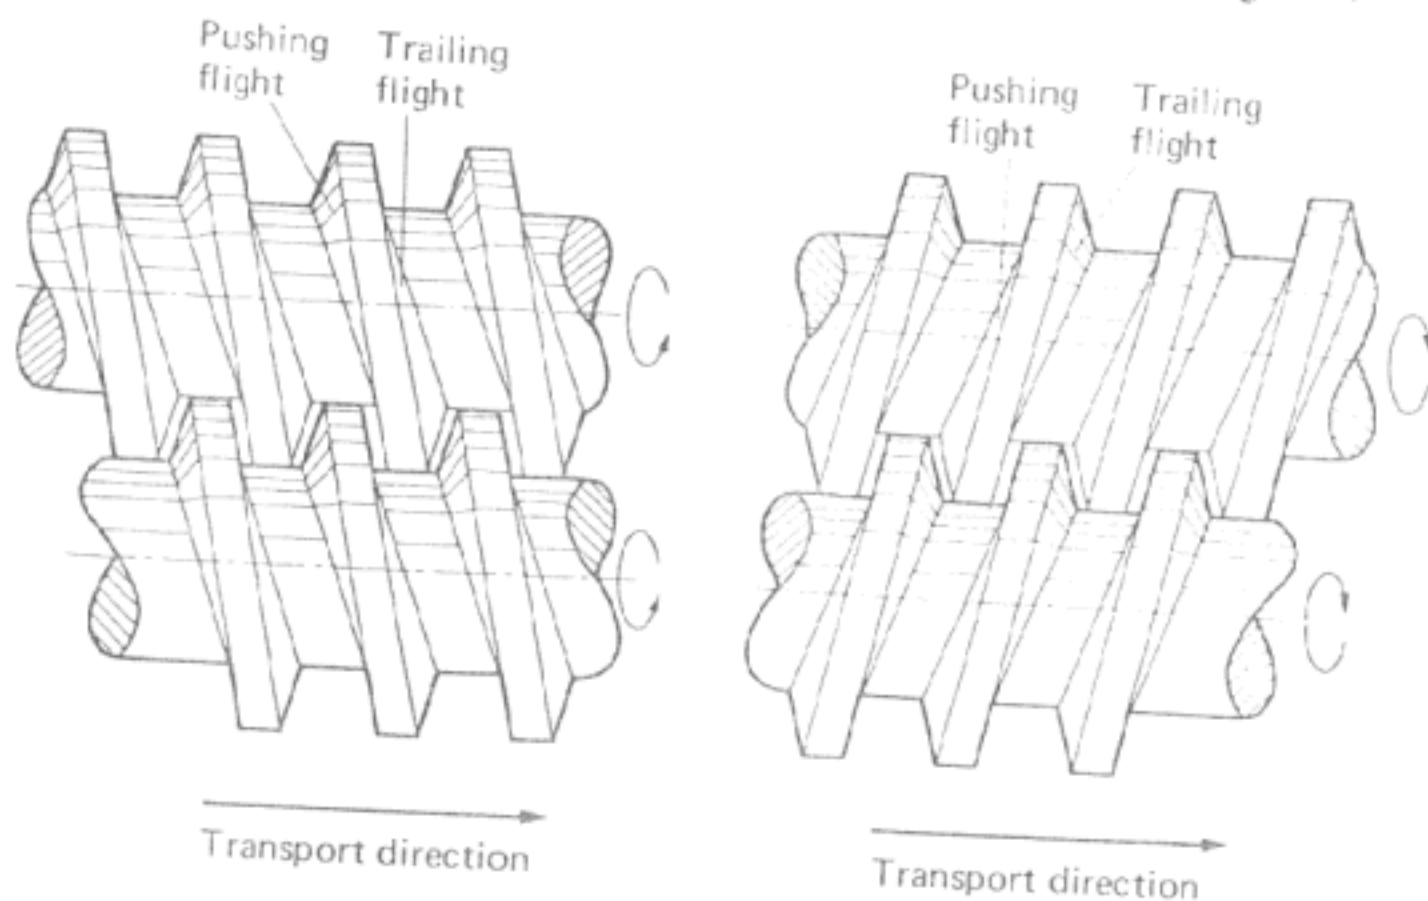 Pushing
flight
Trailing
flight
Pushing
flight
Trailing
flight
Transport direction
Transport direction